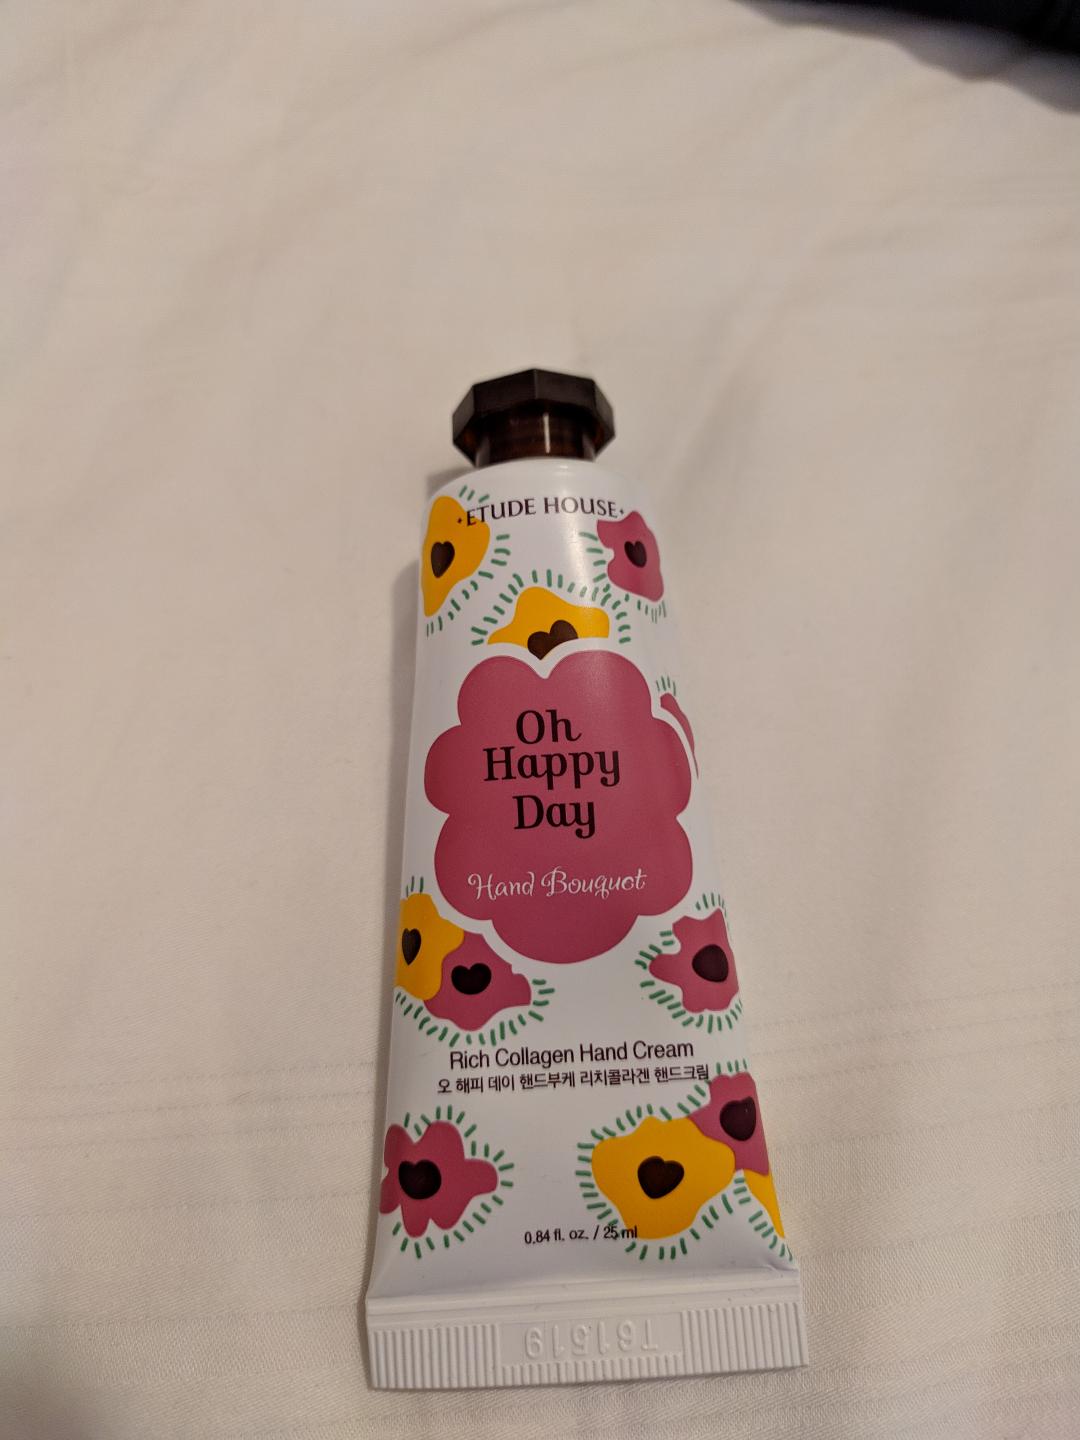 ETUDE HOUSE
Oh
Happy
Day
Hand Bouquet
Rich Collagen Hand Cream
오 해피 데이 핸드부케 리치콜라겐 핸드크림
0.84 fl. oz. / 25 ml
T61519